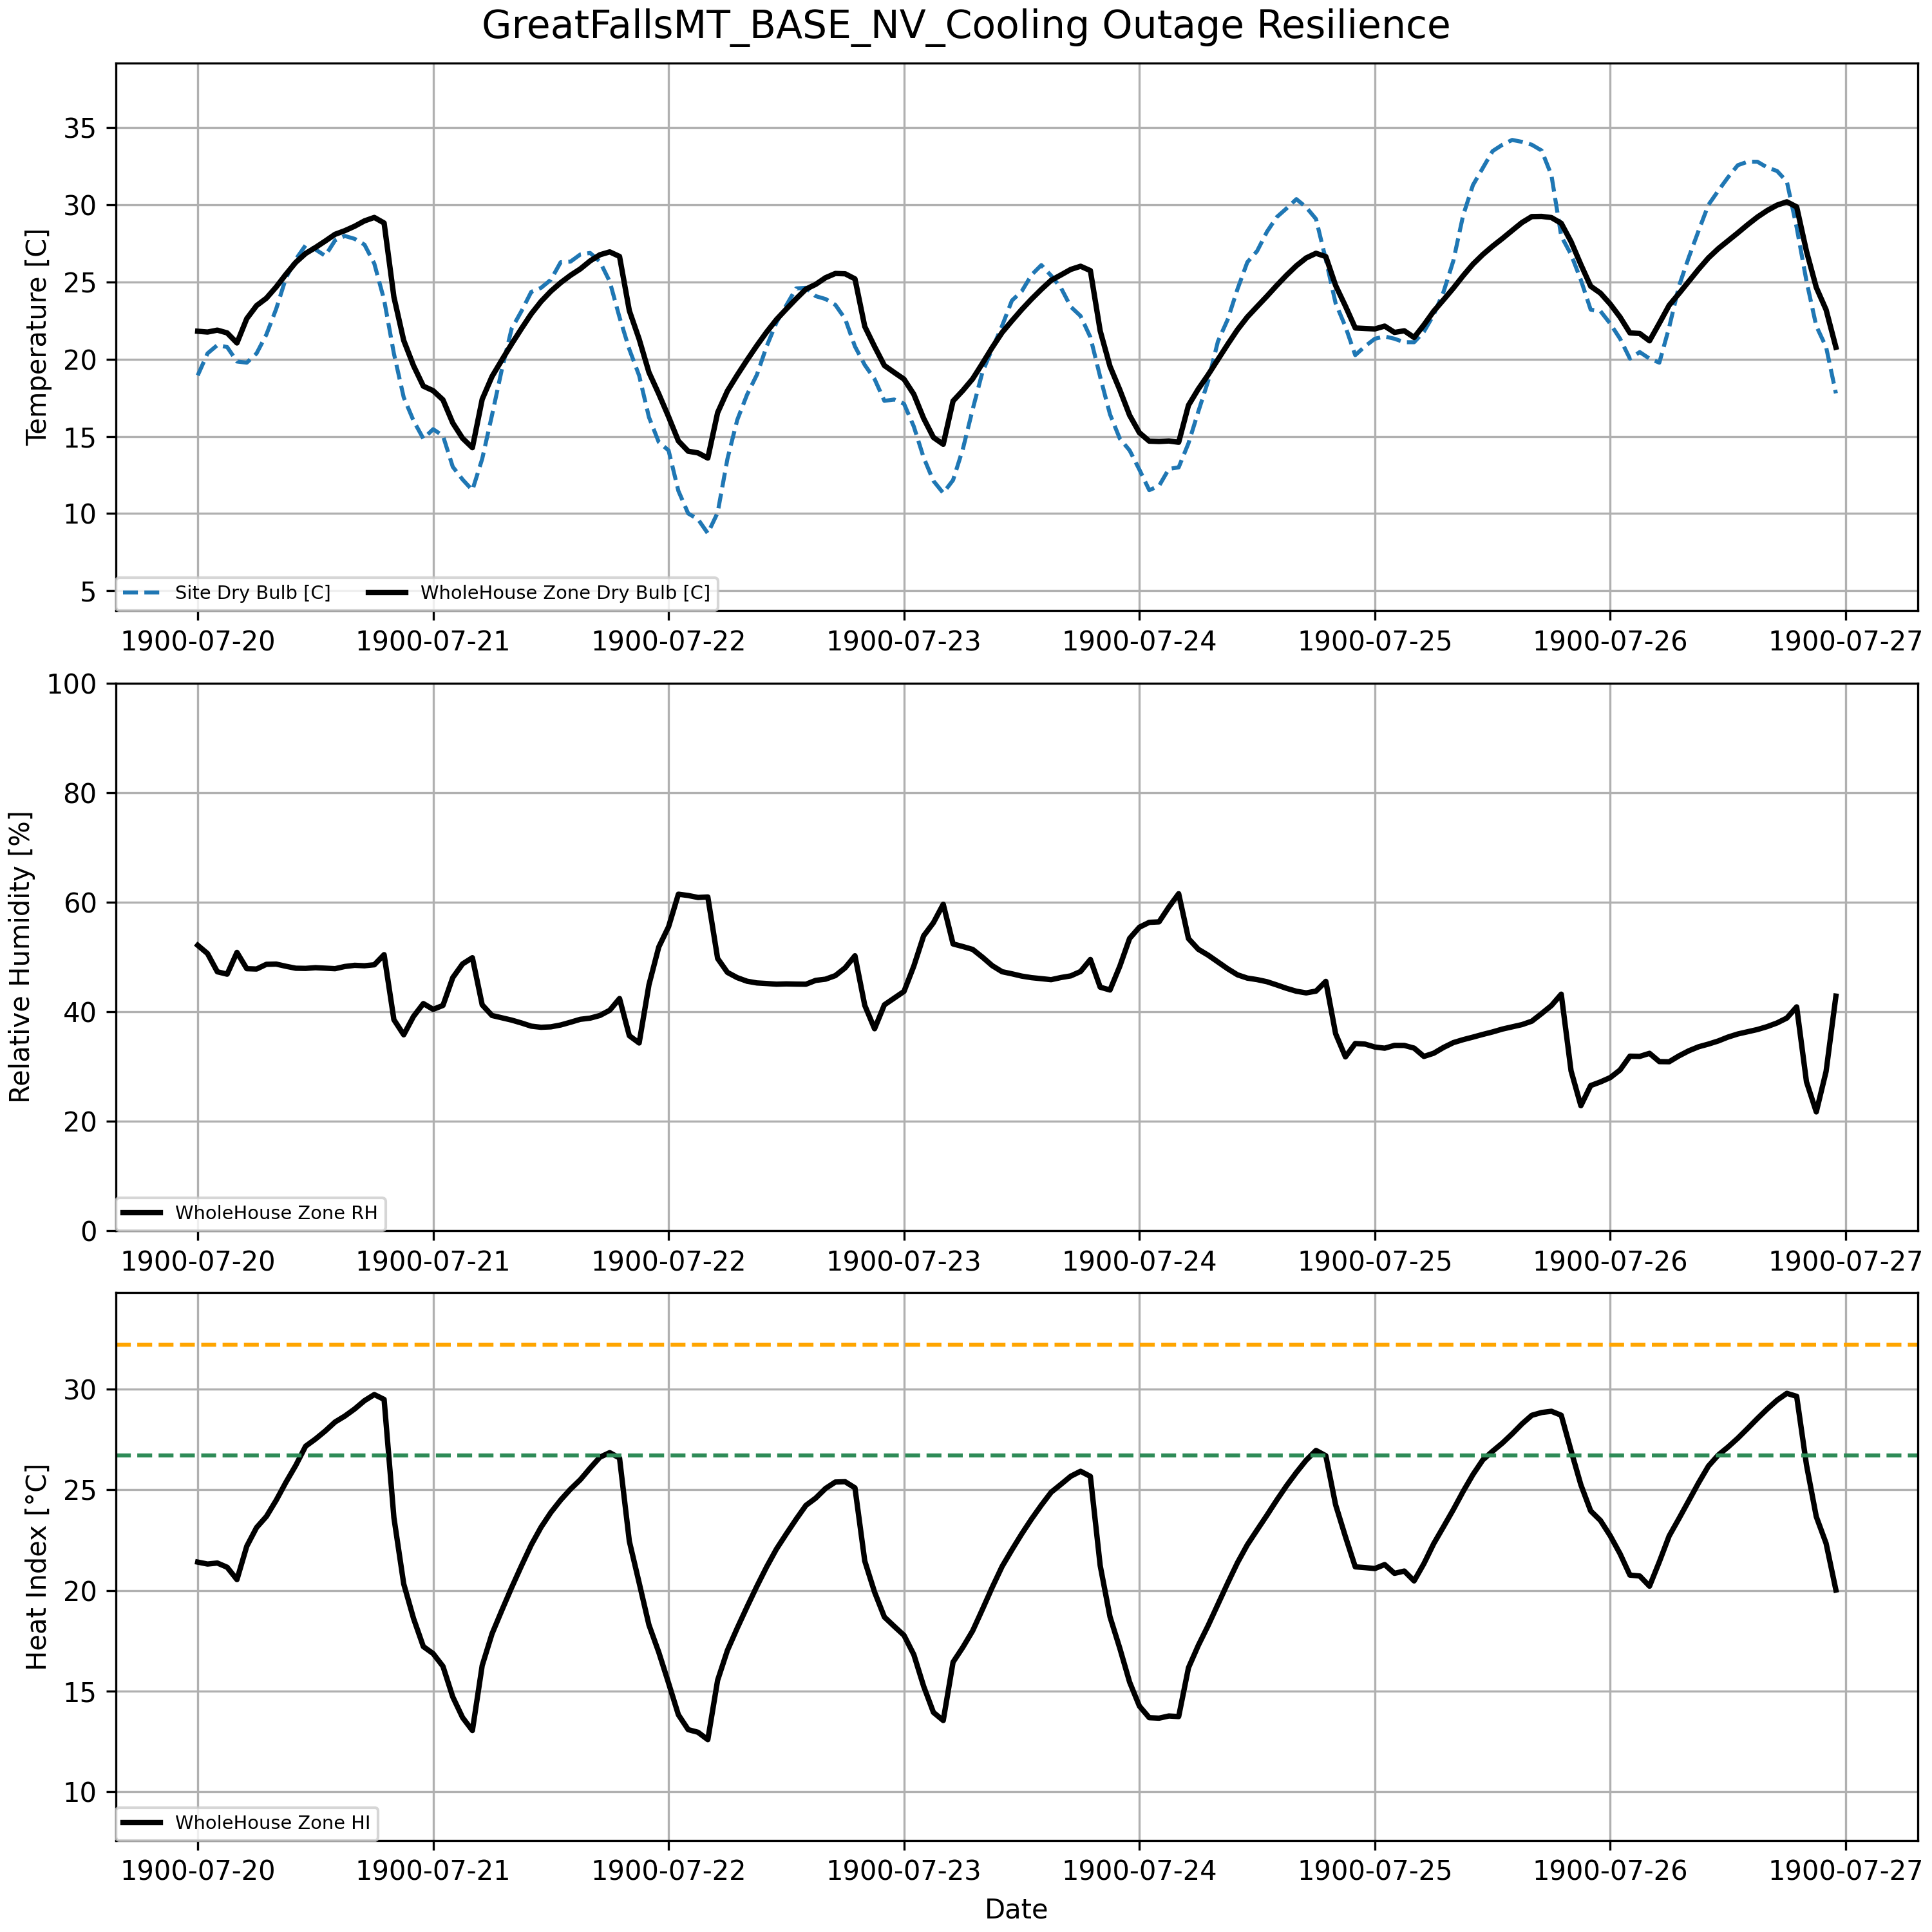 GreatFallsMT_BASE_NV_Cooling Outage Resilience
Temperature [C]
35
30
25
20
15
10
5
Site Dry Bulb [C] WholeHouse Zone Dry Bulb [C]
1900-07-20 1900-07-21 1900-07-22 1900-07-23 1900-07-24 1900-07-25 1900-07-26 1900-07-27
Relative Humidity [%]
100
80
60
40
20
0
WholeHouse Zone RH
1900-07-20 1900-07-21 1900-07-22 1900-07-23 1900-07-24 1900-07-25 1900-07-26 1900-07-27
Heat Index [°C]
30
25
20
15
10
WholeHouse Zone HI
1900-07-20 1900-07-21 1900-07-22 1900-07-23 1900-07-24 1900-07-25 1900-07-26 1900-07-27
Date